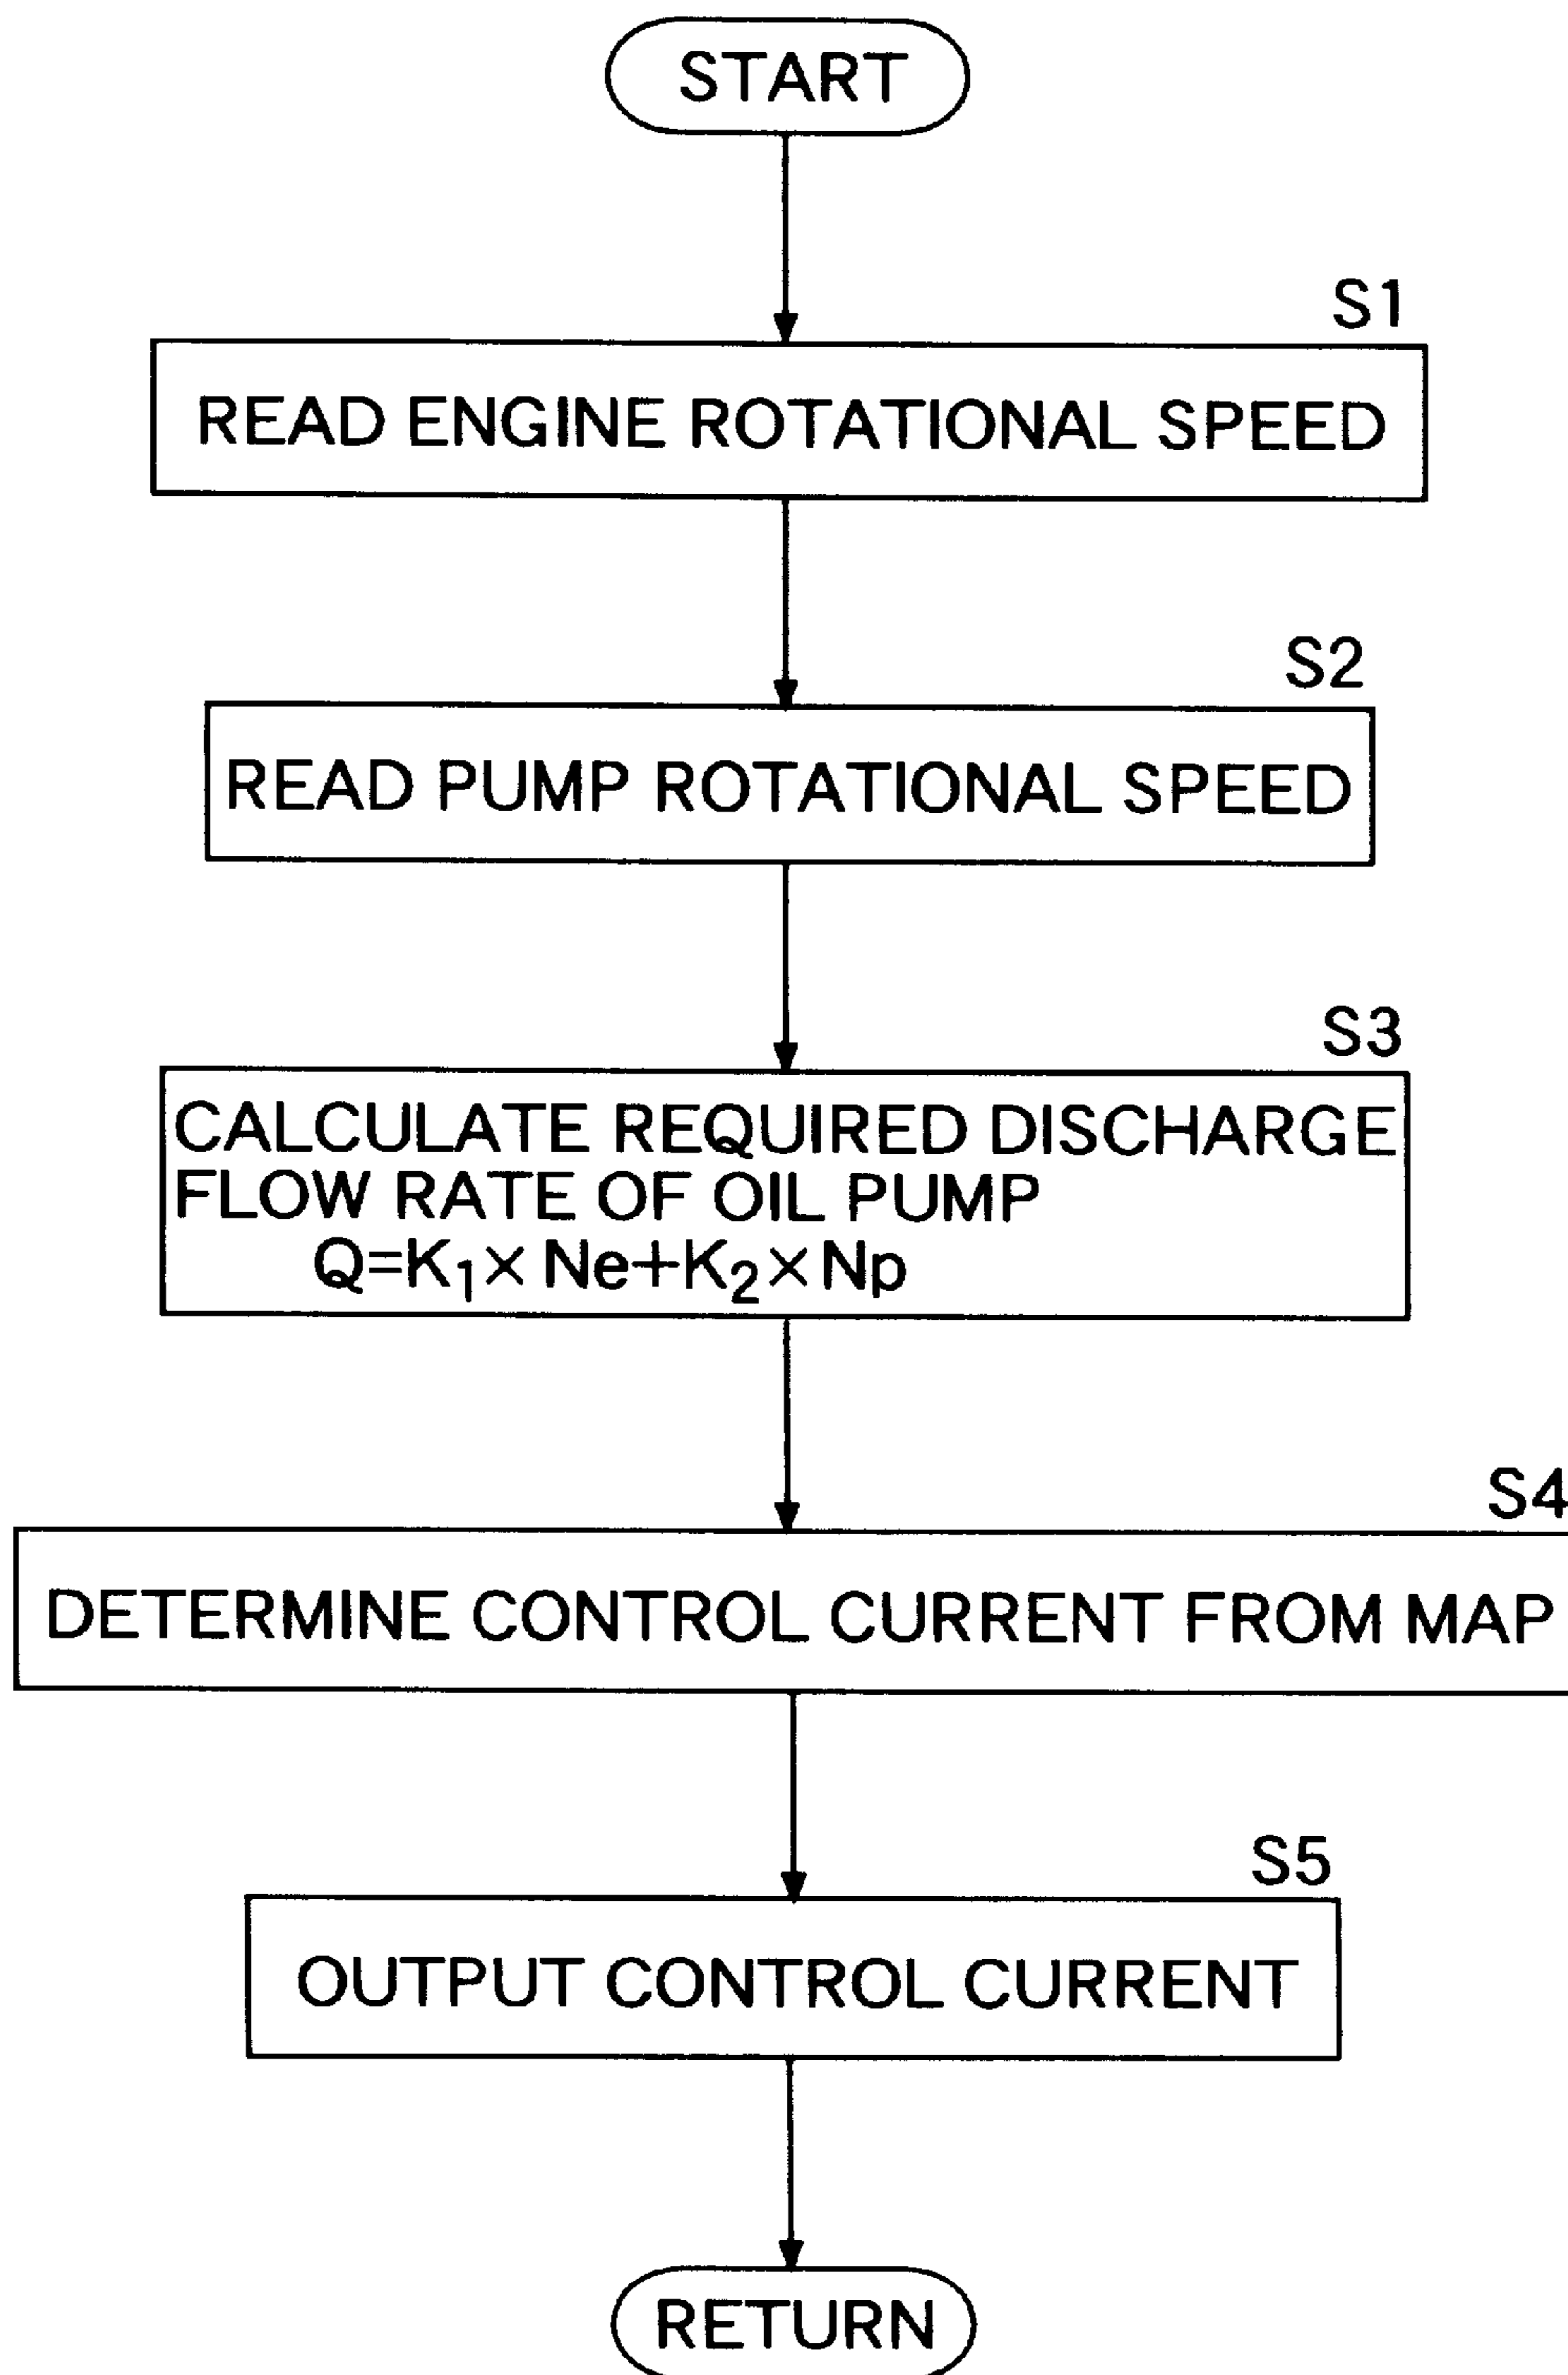 START
S1
READ ENGINE ROTATIONAL SPEED
S2
READ PUMP ROTATIONAL SPEED
S3
CALCULATE REQUIRED DISCHARGE
FLOW RATE OF OIL PUMP
Q=K₁×Ne+K₂×Np
S4
DETERMINE CONTROL CURRENT FROM MAP
S5
OUTPUT CONTROL CURRENT
RETURN